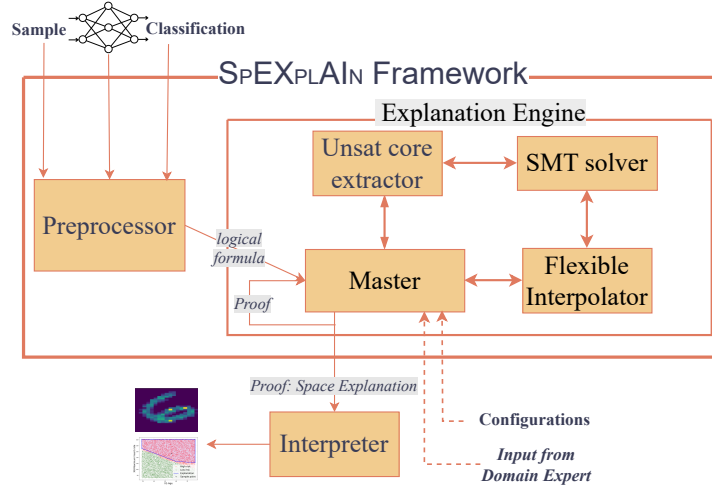 Sample
Classification
SPEXPLAIN Framework
Explanation Engine
Unsat core
extractor
SMT solver
Preprocessor
logical
formula
Master
Flexible
Interpolator
Proof
Proof: Space Explanation
Interpreter
Configurations
Input from
Domain Expert